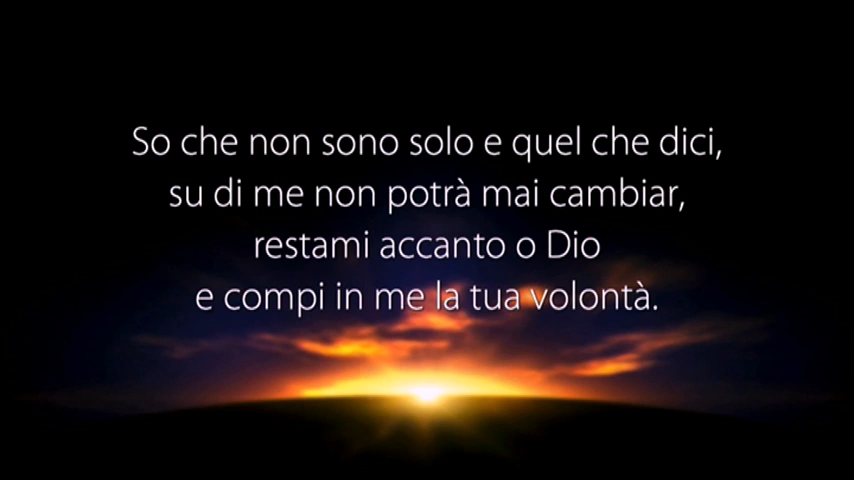 So che non sono solo e quel che dici,
su di me non potrà mai cambiar,
restami accanto o Dio
e compi in me la tua volontà.